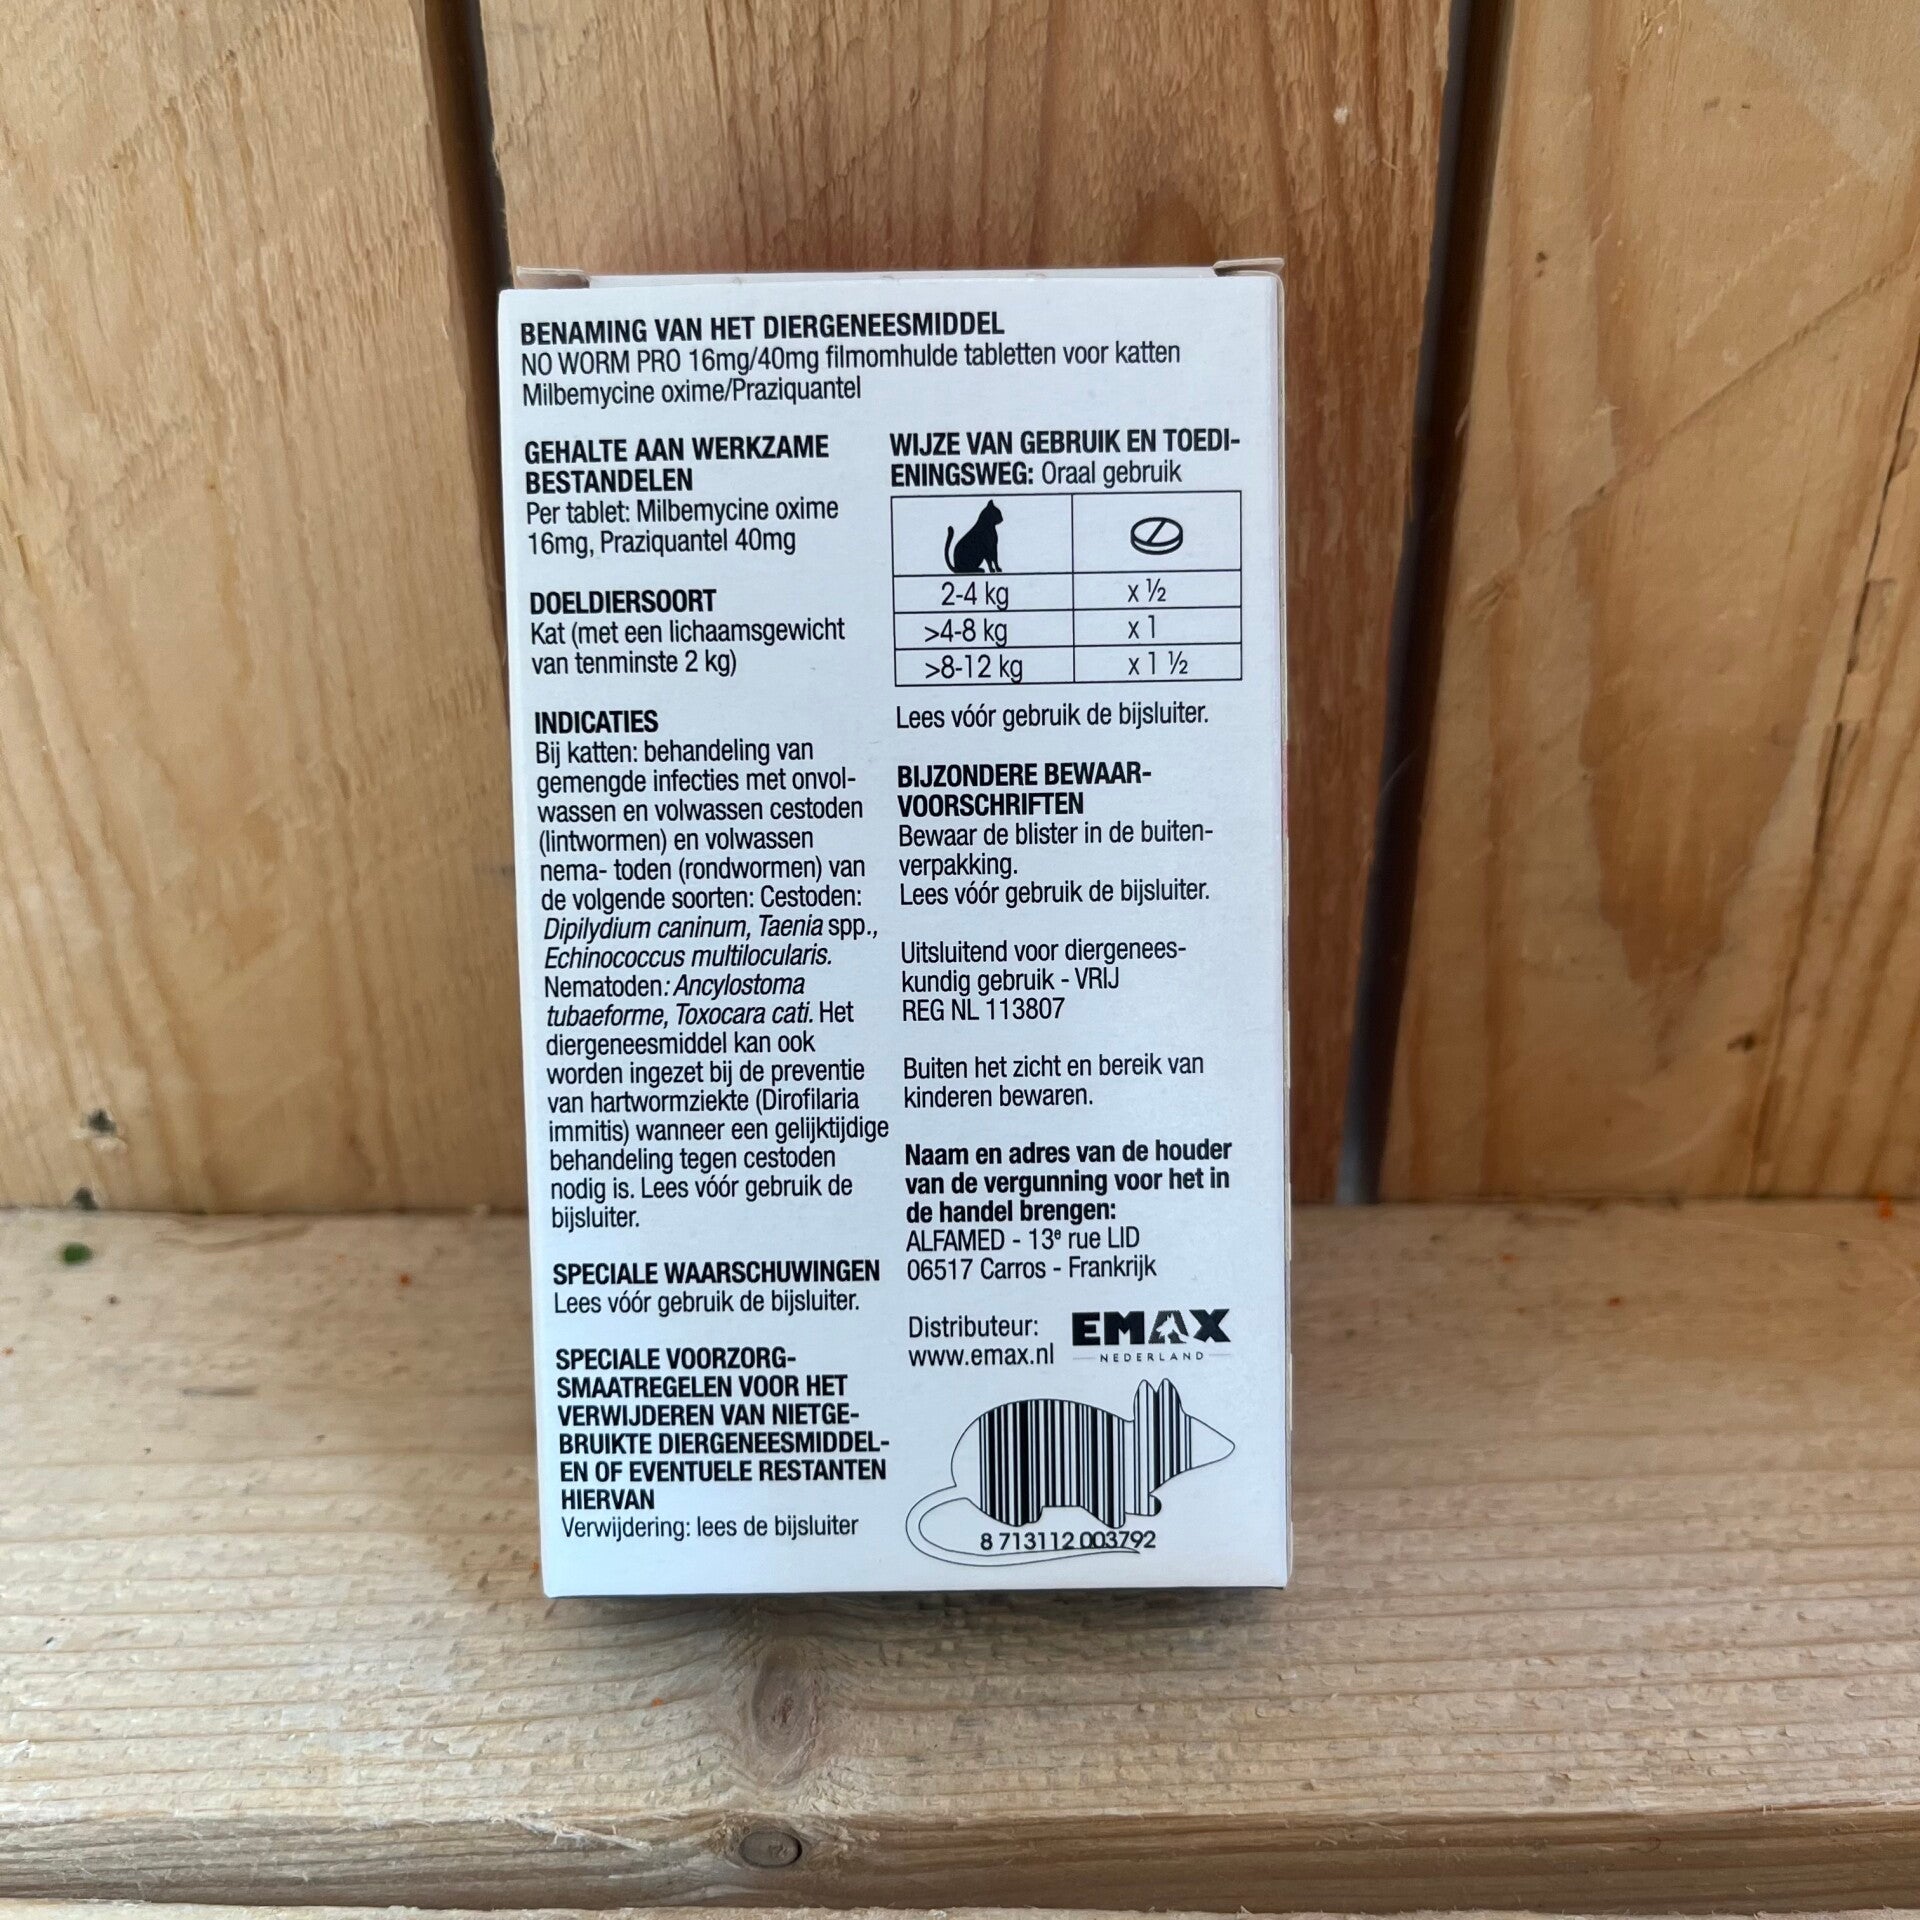 BENAMING VAN HET DIERGENEESMIDDEL
NO WORM PRO 16mg/40mg filmomhulde tabletten voor katten
Milbemycine oxime/Praziquantel
GEHALTE AAN WERKZAME
BESTANDELEN
Per tablet: Milbemycine oxime
16mg, Praziquantel 40mg
DOELDIERSOORT
Kat (met een lichaamsgewicht
van tenminste 2 kg)
INDICATIES
Bij katten: behandeling van
gemengde infecties met onvol-
wassen en volwassen cestoden
(lintwormen) en volwassen
nema- toden (rondwormen) van
de volgende soorten: Cestoden:
Dipilydium caninum, Taenia spp.,
Echinococcus multilocularis.
Nematoden: Ancylostoma
tubaeforme, Toxocara cati. Het
diergeneesmiddel kan ook
worden ingezet bij de preventie
van hartwormziekte (Dirofilaria
immitis) wanneer een gelijktijdige
behandeling tegen cestoden
nodig is. Lees vóór gebruik de
bijsluiter.
SPECIALE WAARSCHUWINGEN
Lees vóór gebruik de bijsluiter.
SPECIALE VOORZORG-
SMAATREGELEN VOOR HET
VERWIJDEREN VAN NIETGE-
BRUIKTE DIERGENEESMIDDEL-
EN OF EVENTUELE RESTANTEN
HIERVAN
Verwijdering: lees de bijsluiter
WIJZE VAN GEBRUIK EN TOEDI-
ENINGSWEG: Oraal gebruik
2-4 kg x ½
>4-8 kg x 1
>8-12 kg x 1 ½
Lees vóór gebruik de bijsluiter.
BIJZONDERE BEWAAR-
VOORSCHRIFTEN
Bewaar de blister in de buiten-
verpakking.
Lees vóór gebruik de bijsluiter.
Uitsluitend voor diergenees-
kundig gebruik - VRIJ
REG NL 113807
Buiten het zicht en bereik van
kinderen bewaren.
Naam en adres van de houder
van de vergunning voor het in
de handel brengen:
ALFAMED - 13e rue LID
06517 Carros - Frankrijk
Distributeur:
www.emax.nl
EMAX
NEDERLAND
8 713112 003792